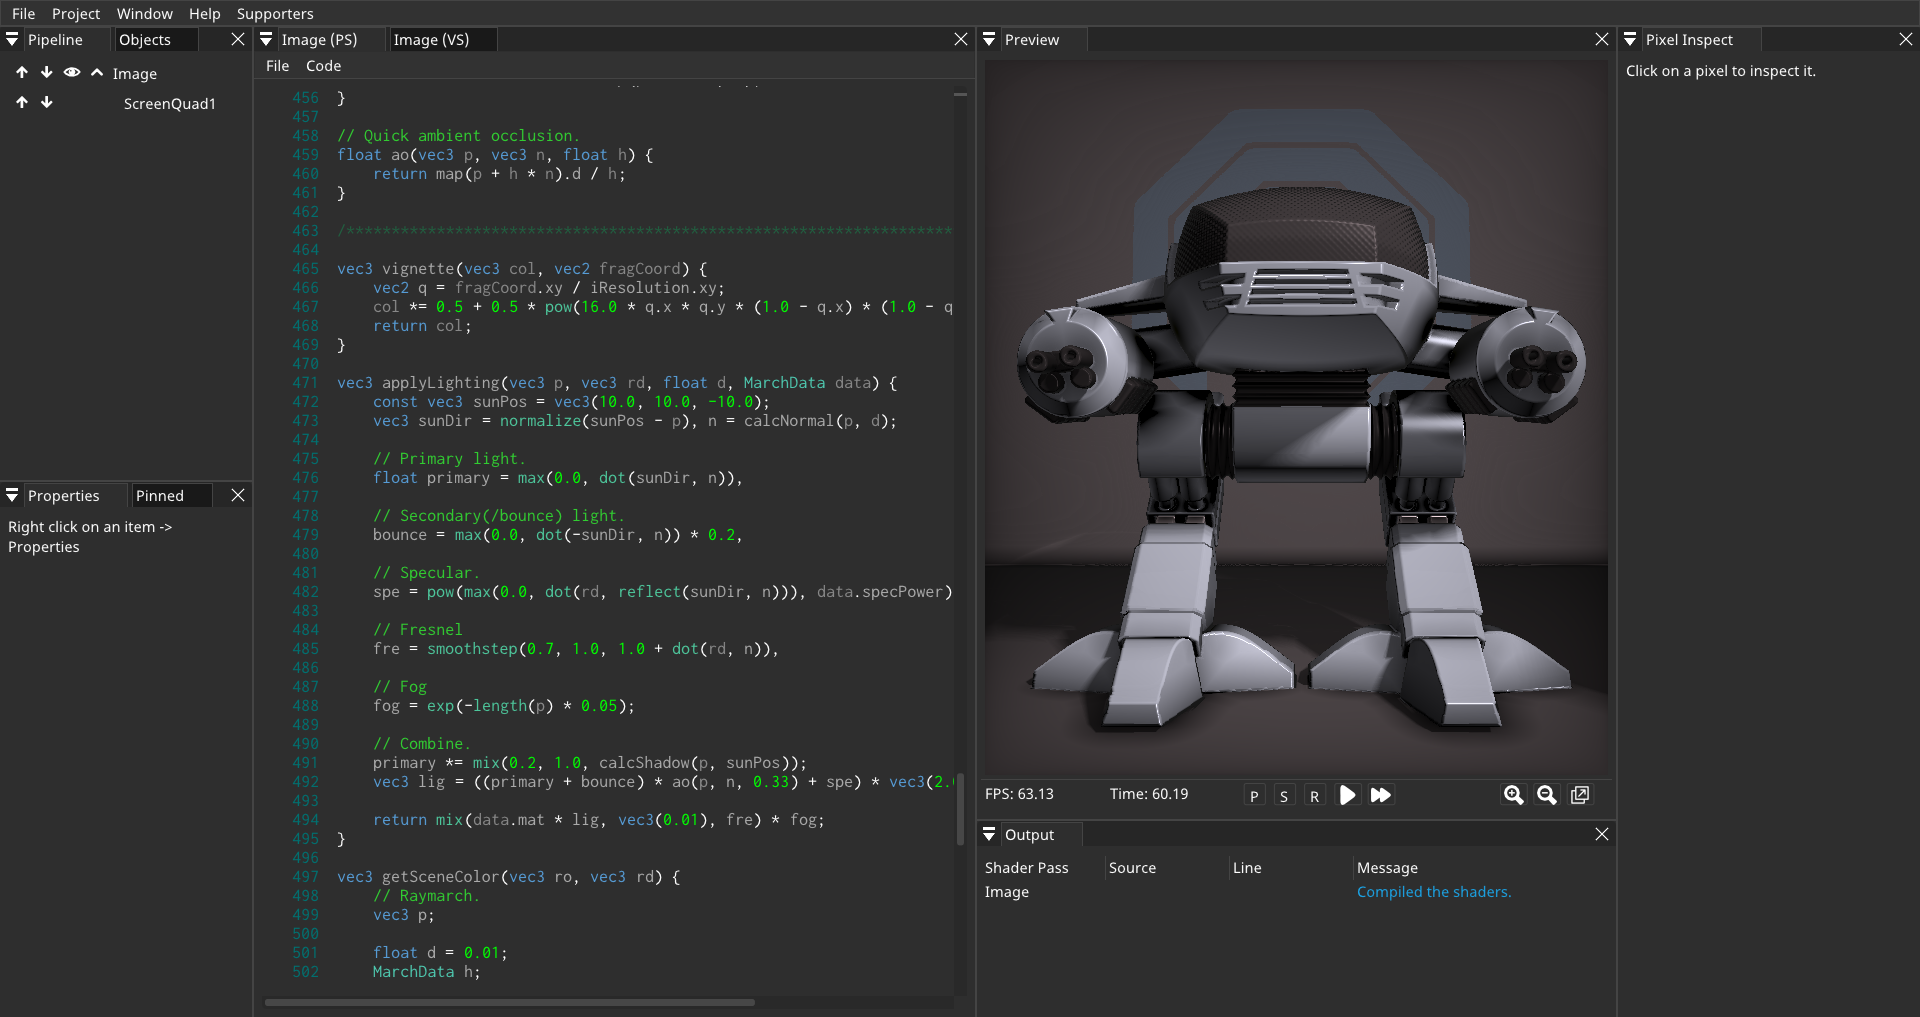 File Project Window Help Supporters
Pipeline Objects
Image
ScreenQuad1
Properties Pinned
Right click on an item ->
Properties
Image (PS) Image (VS)
File Code
456 }
457
458 // Quick ambient occlusion.
459 float ao(vec3 p, vec3 n, float h) {
460     return map(p + h * n).d / h;
461 }
462
463 /*******************************************************************
464
465 vec3 vignette(vec3 col, vec2 fragCoord) {
466     vec2 q = fragCoord.xy / iResolution.xy;
467     col *= 0.5 + 0.5 * pow(16.0 * q.x * q.y * (1.0 - q.x) * (1.0 - q
468     return col;
469 }
470
471 vec3 applyLighting(vec3 p, vec3 rd, float d, MarchData data) {
472     const vec3 sunPos = vec3(10.0, 10.0, -10.0);
473     vec3 sunDir = normalize(sunPos - p), n = calcNormal(p, d);
474
475     // Primary light.
476     float primary = max(0.0, dot(sunDir, n)),
477
478     // Secondary(/bounce) light.
479     bounce = max(0.0, dot(-sunDir, n)) * 0.2,
480
481     // Specular.
482     spe = pow(max(0.0, dot(rd, reflect(sunDir, n))), data.specPower)
483
484     // Fresnel
485     fre = smoothstep(0.7, 1.0, 1.0 + dot(rd, n)),
486
487     // Fog
488     fog = exp(-length(p) * 0.05);
489
490     // Combine.
491     primary *= mix(0.2, 1.0, calcShadow(p, sunPos));
492     vec3 lig = ((primary + bounce) * ao(p, n, 0.33) + spe) * vec3(2.
493
494     return mix(data.mat * lig, vec3(0.01), fre) * fog;
495 }
496
497 vec3 getSceneColor(vec3 ro, vec3 rd) {
498     // Raymarch.
499     vec3 p;
500
501     float d = 0.01;
502     MarchData h;
Preview
FPS: 63.13 Time: 60.19 P S R
Output
Shader Pass Source Line Message
Image Compiled the shaders.
Pixel Inspect
Click on a pixel to inspect it.